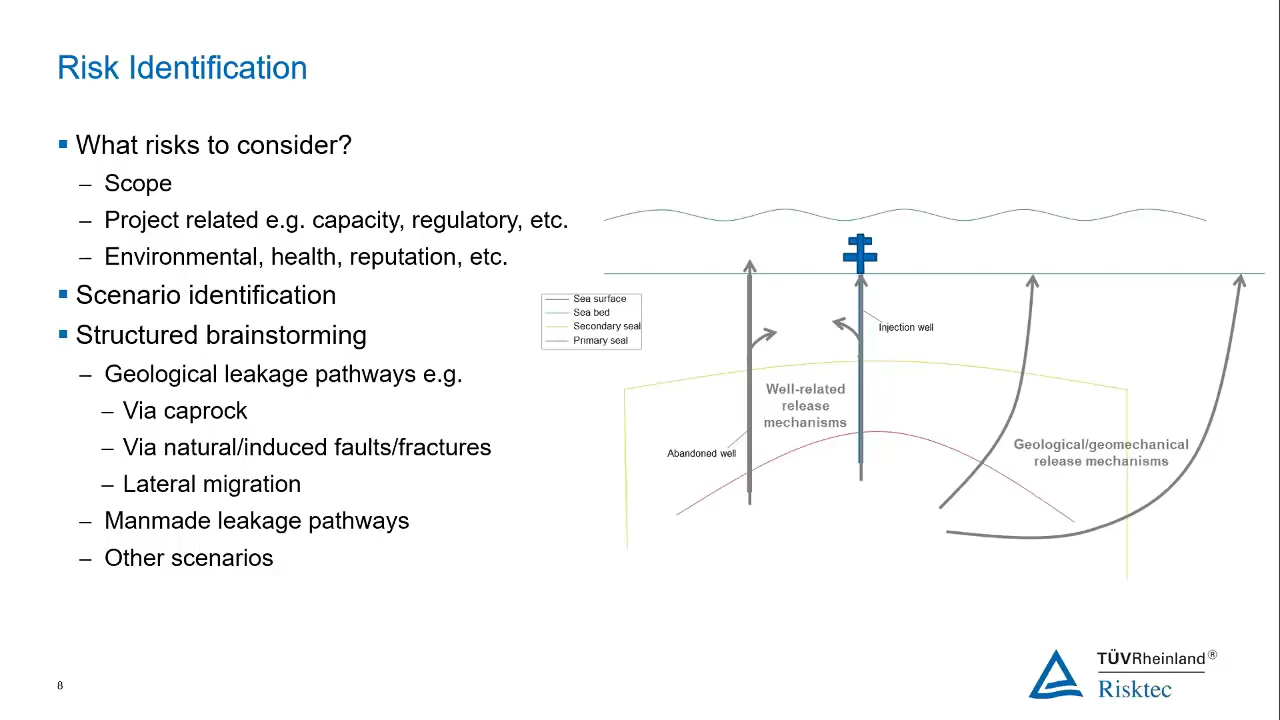 Risk Identification
▪ What risks to consider?
– Scope
– Project related e.g. capacity, regulatory, etc.
– Environmental, health, reputation, etc.
▪ Scenario identification
▪ Structured brainstorming
– Geological leakage pathways e.g.
– Via caprock
– Via natural/induced faults/fractures
– Lateral migration
– Manmade leakage pathways
– Other scenarios
Sea surface
Sea bed
Secondary seal
Primary seal
Injection well
Well-related
release
mechanisms
Abandoned well
Geological/geomechanical
release mechanisms
8
TÜVRheinland®
Risktec